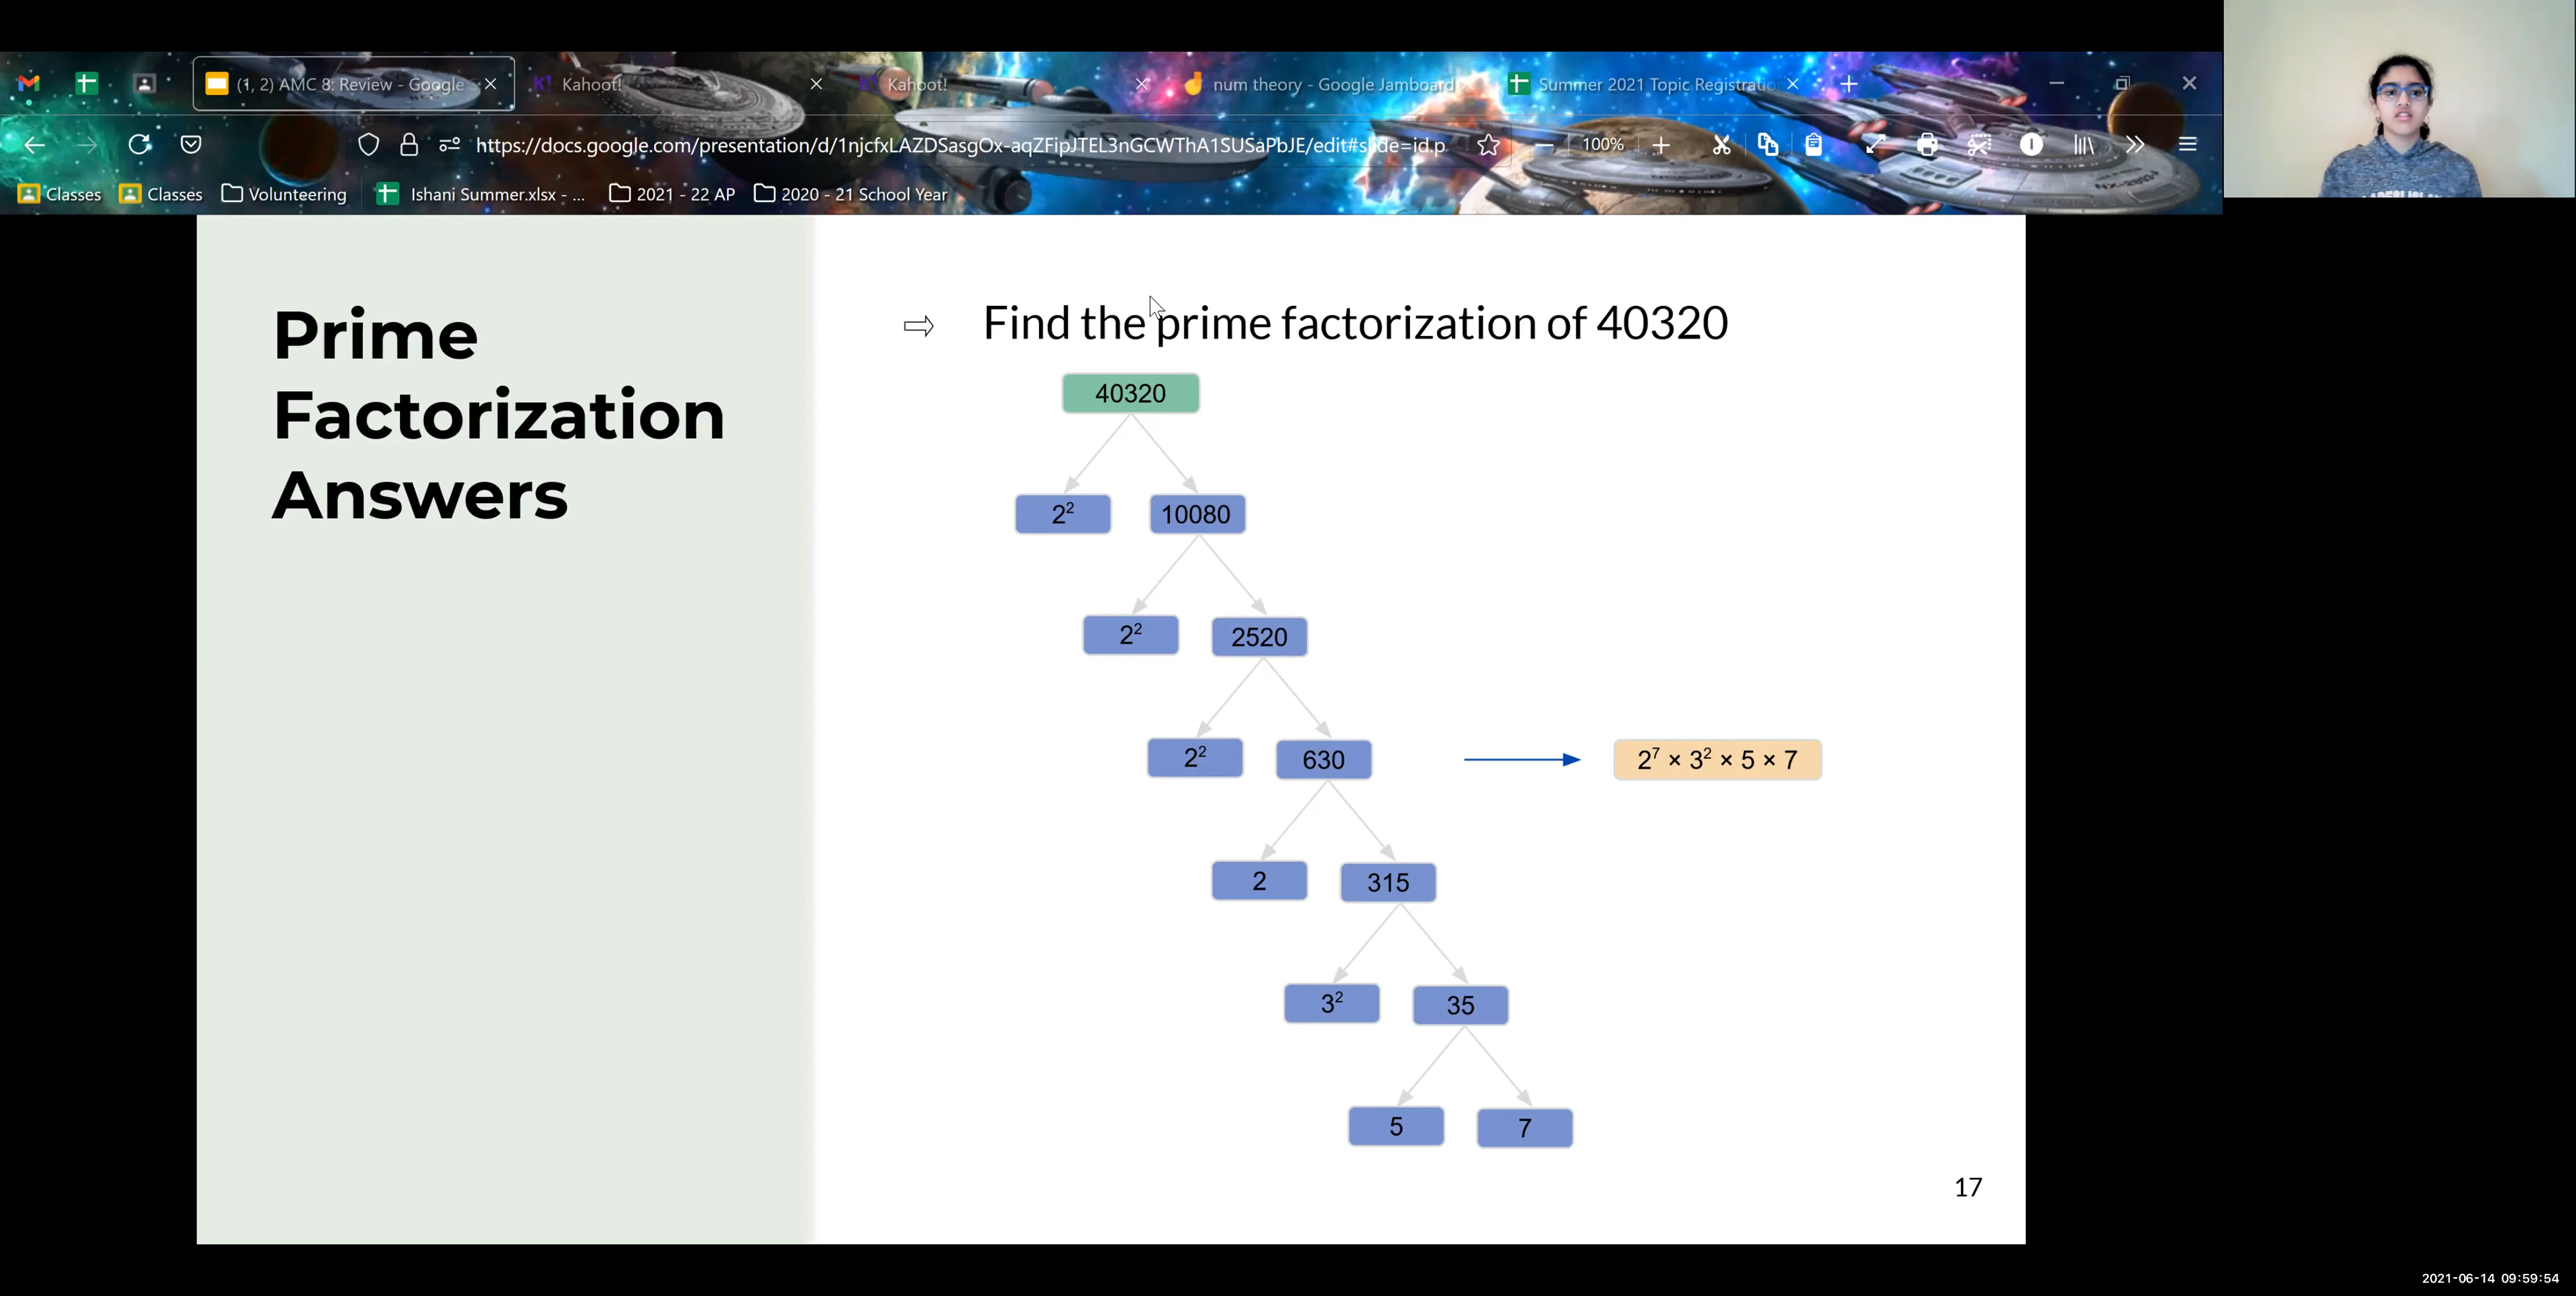 (1, 2) AMC 8: Review - Google
Kahoot!
Kahoot!
num theory - Google Jamboard
Summer 2021 Topic Registratio
https://docs.google.com/presentation/d/1njcfxLAZDSasgOx-aqZFipJTEL3nGCWThA1SUSaPbJE/edit#slide=id.p
100%
Classes
Classes
Volunteering
Ishani Summer.xlsx - ...
2021 - 22 AP
2020 - 21 School Year
Prime
Factorization
Answers
⇨ Find the prime factorization of 40320
40320
2² 10080
2² 2520
2² 630
2⁷ × 3² × 5 × 7
2 315
3² 35
5 7
17
2021-06-14 09:59:54